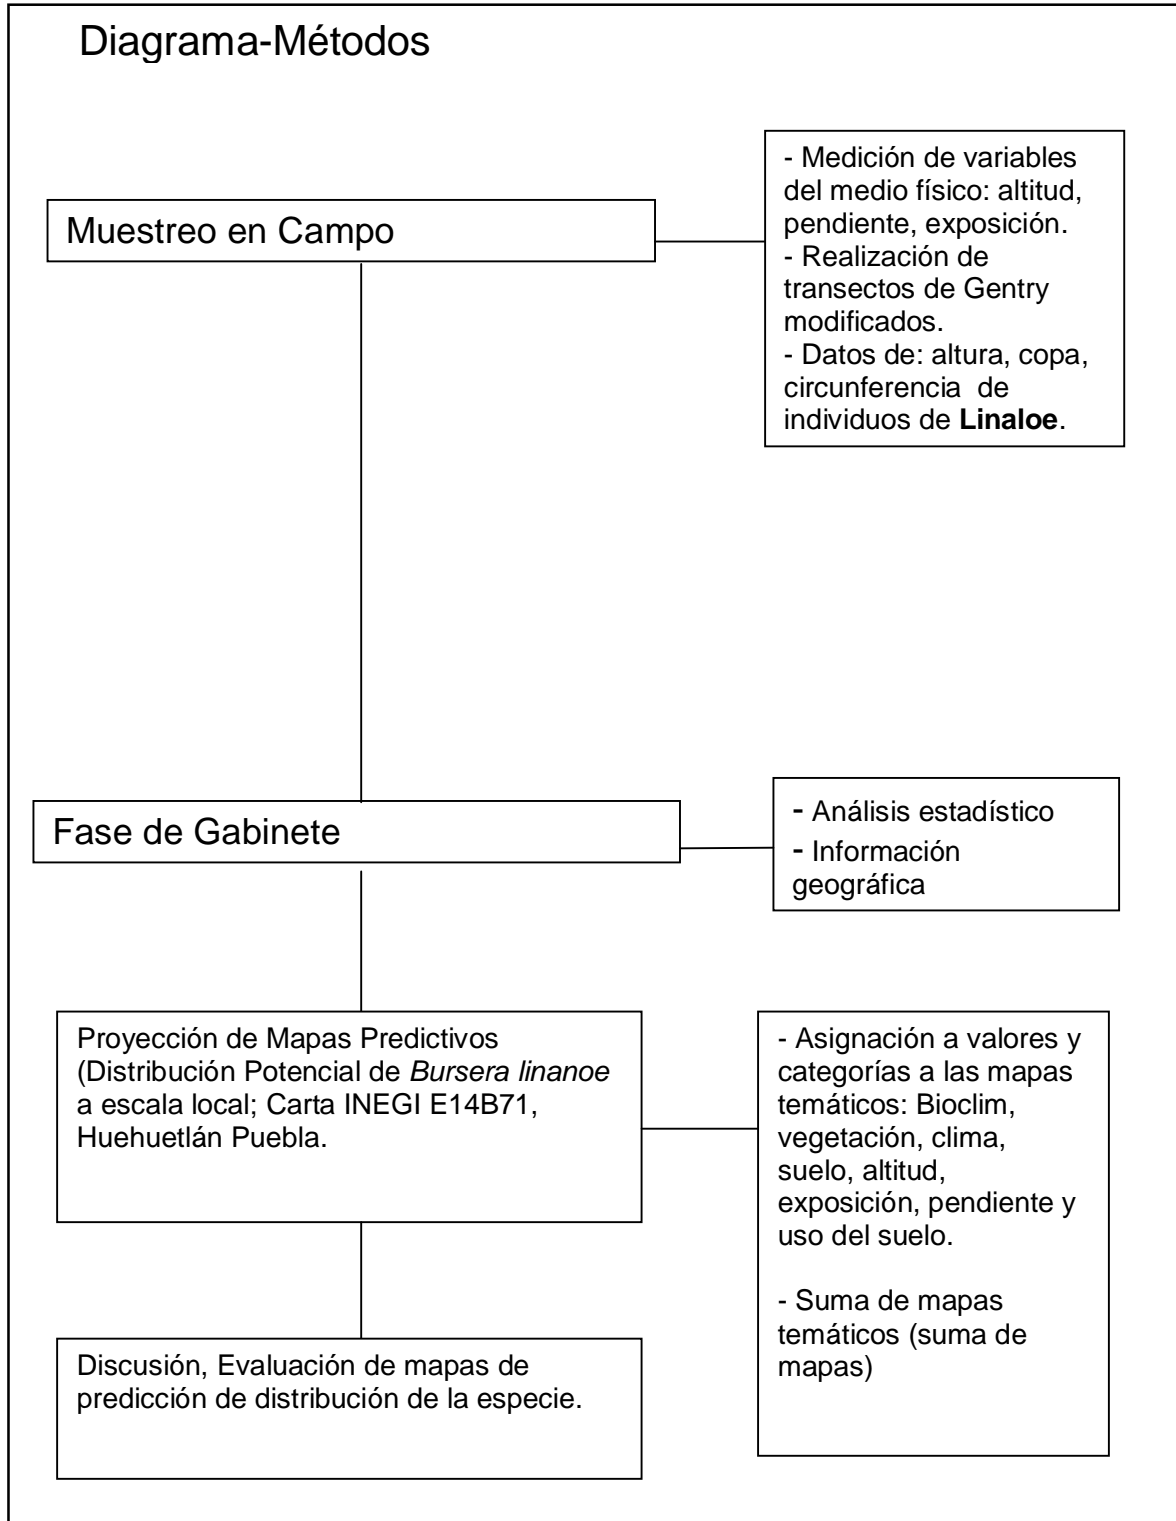 Diagrama-Métodos
- Medición de variables
del medio físico: altitud,
pendiente, exposición.
- Realización de
transectos de Gentry
modificados.
- Datos de: altura, copa,
circunferencia de
individuos de Linaloe.
Muestreo en Campo
Fase de Gabinete
- Análisis estadístico
- Información
geográfica
Proyección de Mapas Predictivos
(Distribución Potencial de Bursera linanoe
a escala local; Carta INEGI E14B71,
Huehuetlán Puebla.
- Asignación a valores y
categorías a las mapas
temáticos: Bioclim,
vegetación, clima,
suelo, altitud,
exposición, pendiente y
uso del suelo.
- Suma de mapas
temáticos (suma de
mapas)
Discusión, Evaluación de mapas de
predicción de distribución de la especie.